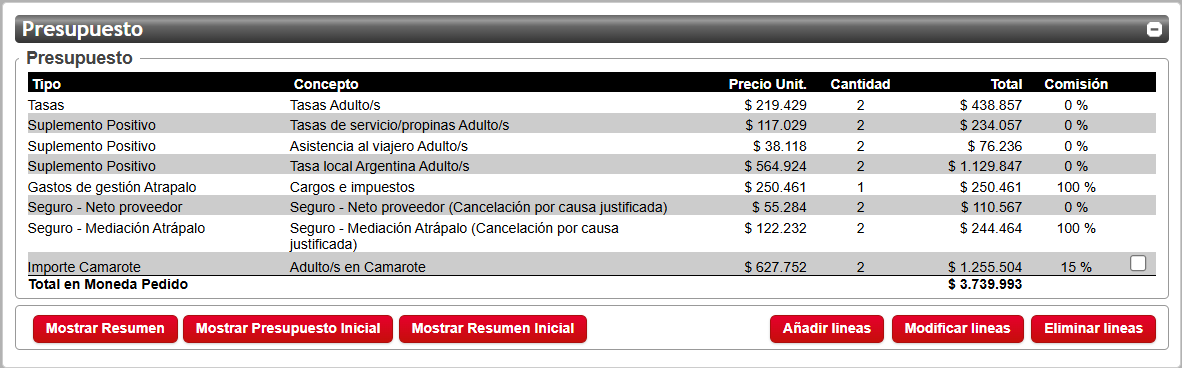 Presupuesto
Presupuesto
Tipo Concepto Precio Unit. Cantidad Total Comisión
Tasas Tasas Adulto/s $ 219.429 2 $ 438.857 0 %
Suplemento Positivo Tasas de servicio/propinas Adulto/s $ 117.029 2 $ 234.057 0 %
Suplemento Positivo Asistencia al viajero Adulto/s $ 38.118 2 $ 76.236 0 %
Suplemento Positivo Tasa local Argentina Adulto/s $ 564.924 2 $ 1.129.847 0 %
Gastos de gestión Atrapalo Cargos e impuestos $ 250.461 1 $ 250.461 100 %
Seguro - Neto proveedor Seguro - Neto proveedor (Cancelación por causa justificada) $ 55.284 2 $ 110.567 0 %
Seguro - Mediación Atrápalo Seguro - Mediación Atrápalo (Cancelación por causa $ 122.232 2 $ 244.464 100 %
justificada)
Importe Camarote Adulto/s en Camarote $ 627.752 2 $ 1.255.504 15 %
Total en Moneda Pedido $ 3.739.993
Mostrar Resumen Mostrar Presupuesto Inicial Mostrar Resumen Inicial Añadir lineas Modificar lineas Eliminar lineas